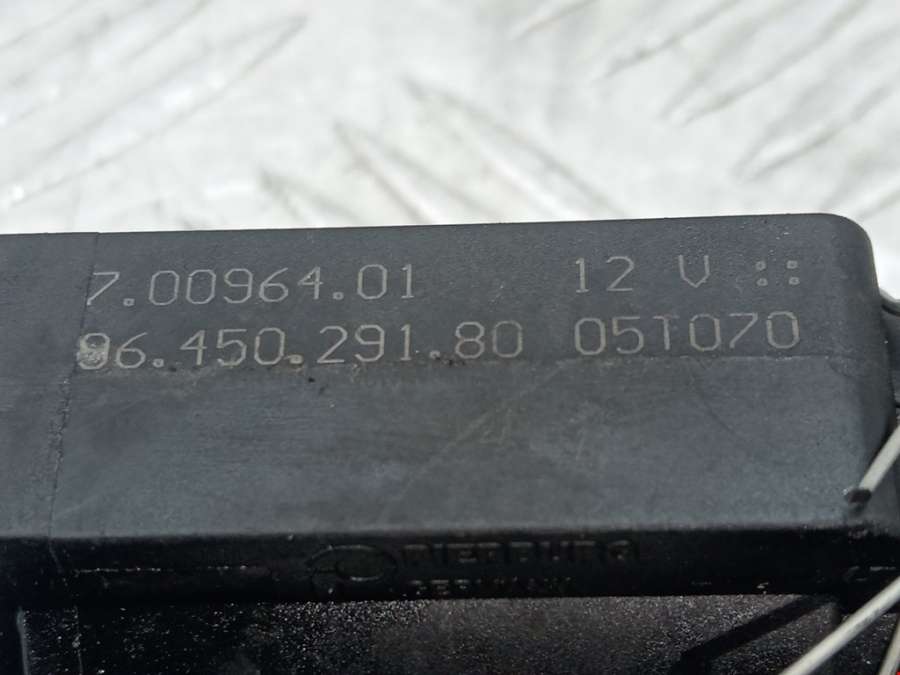 7.00964.01 12 V ::
96.450.291.80 05T070
PIERBURG
GERMANY